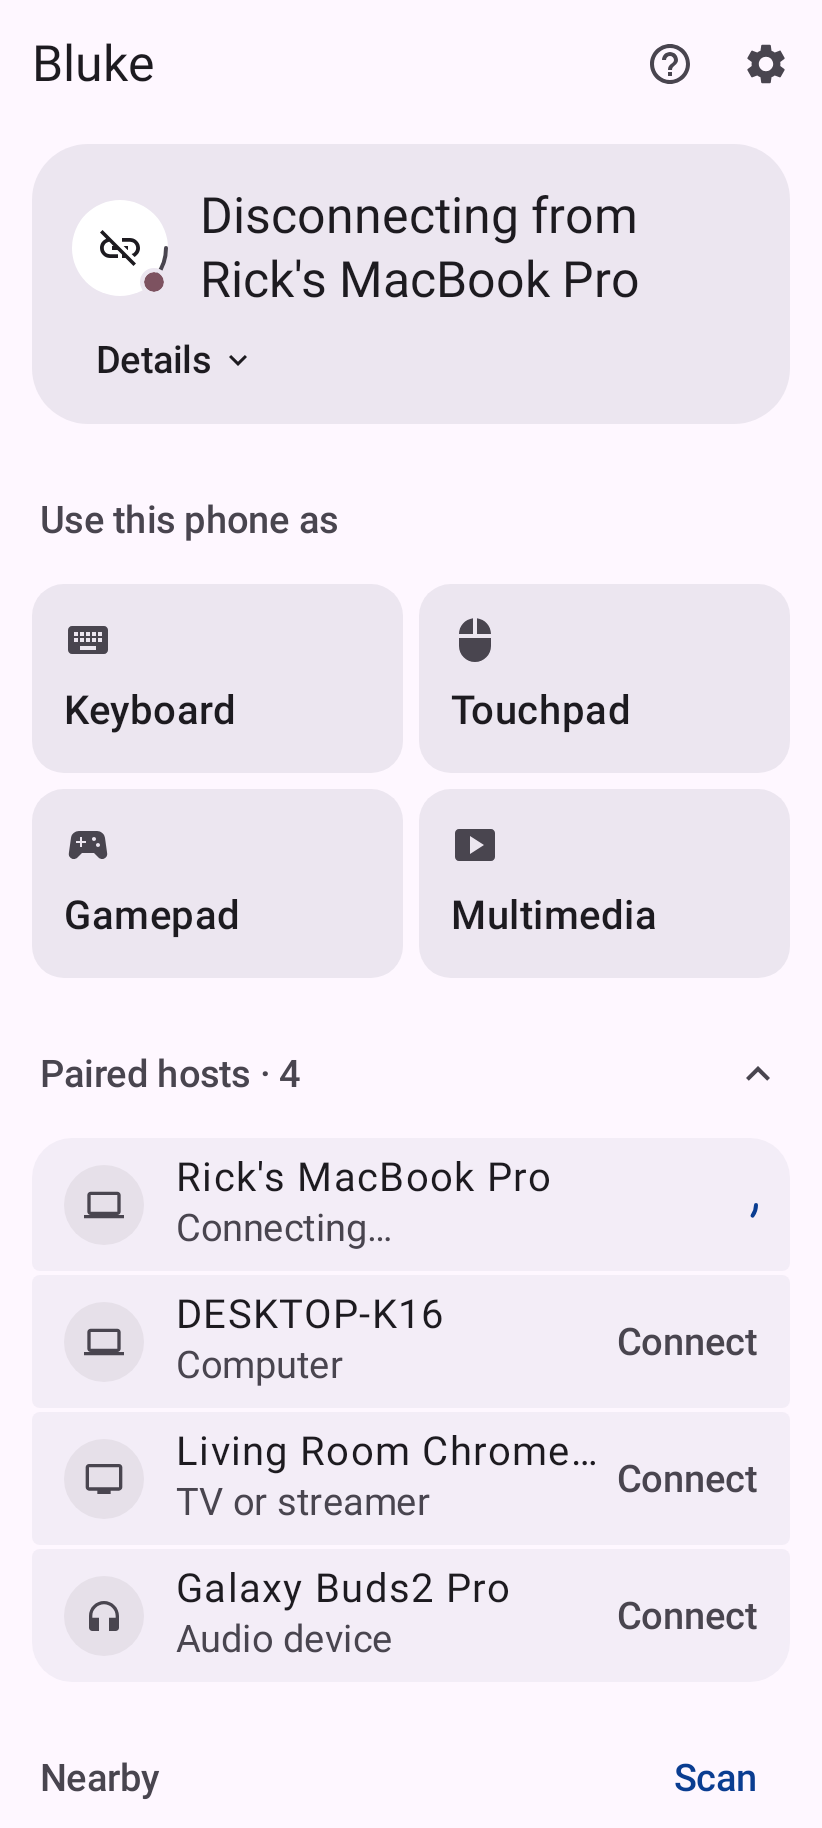 Bluke
Disconnecting from
Rick's MacBook Pro
Details
Use this phone as
Keyboard
Touchpad
Gamepad
Multimedia
Paired hosts · 4
Rick's MacBook Pro
Connecting…
DESKTOP-K16
Computer
Connect
Living Room Chrome…
TV or streamer
Connect
Galaxy Buds2 Pro
Audio device
Connect
Nearby
Scan